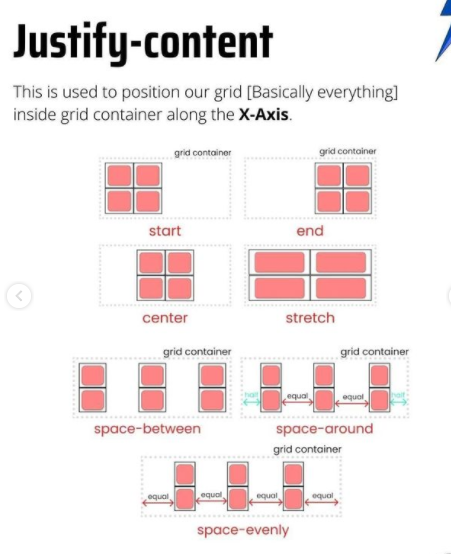 Justify-content
This is used to position our grid [Basically everything]
inside grid container along the X-Axis.
grid container
grid container
start
end
center
stretch
grid container
grid container
half
equal
equal
half
space-between
space-around
grid container
equal
equal
equal
equal
space-evenly